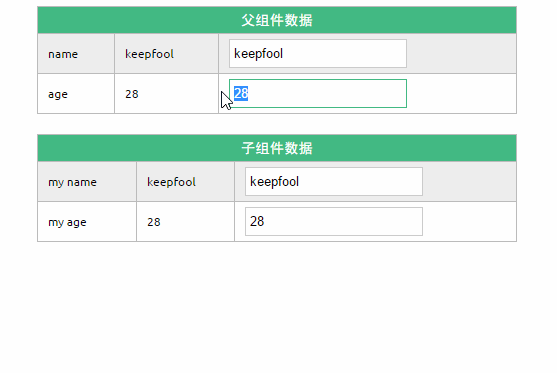 父组件数据
name keepfool keepfool
age 28 28
子组件数据
my name keepfool keepfool
my age 28 28